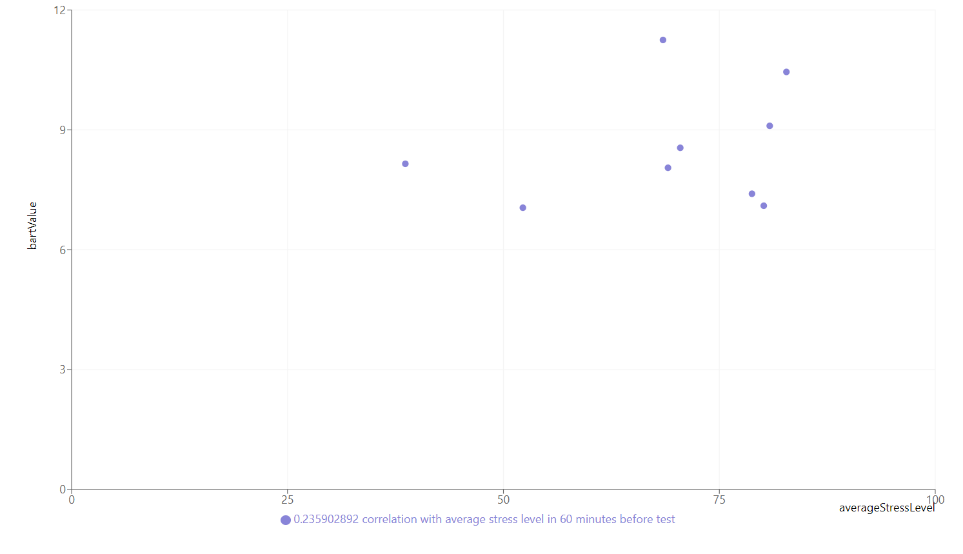 12
9
6
3
0
bartValue
0 25 50 75 100
averageStressLevel
0.235902892 correlation with average stress level in 60 minutes before test